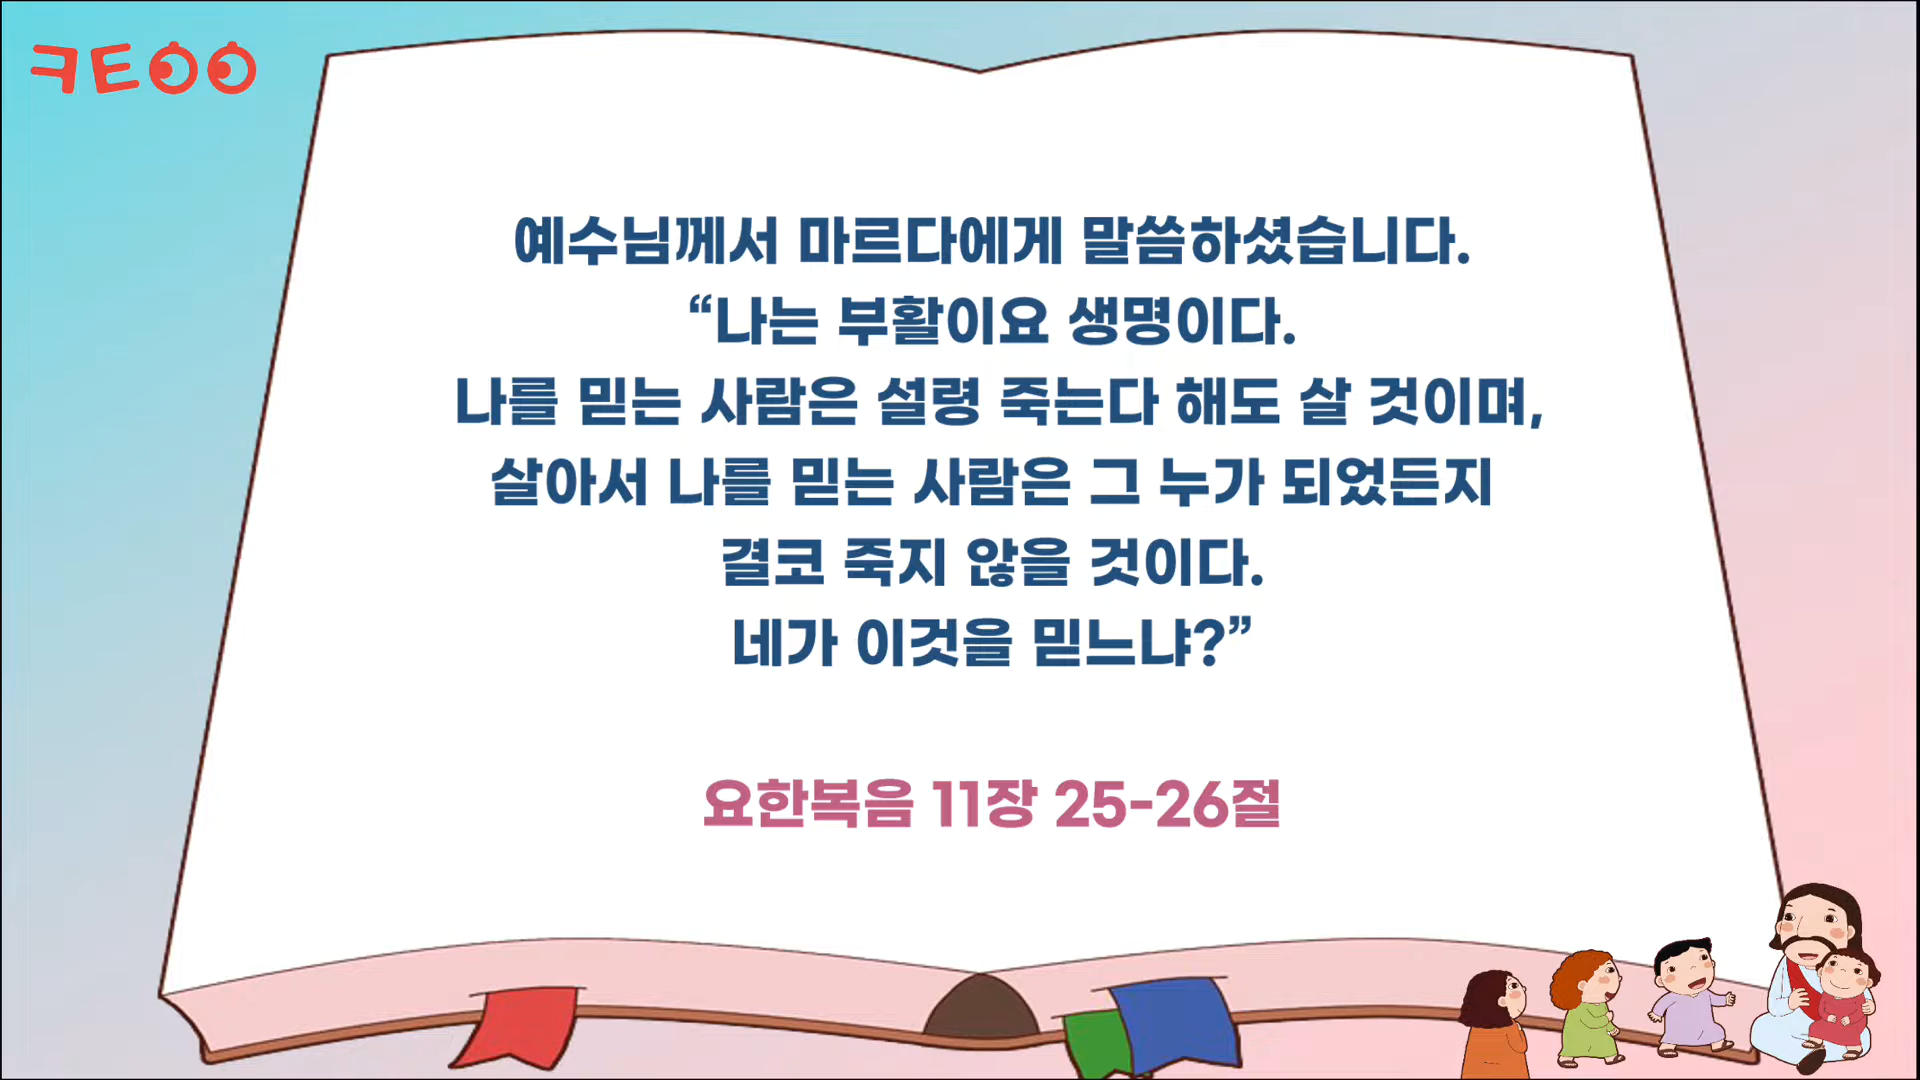 ㅋㅌㅇㅇ
예수님께서 마르다에게 말씀하셨습니다.
“나는 부활이요 생명이다.
나를 믿는 사람은 설령 죽는다 해도 살 것이며,
살아서 나를 믿는 사람은 그 누가 되었든지
결코 죽지 않을 것이다.
네가 이것을 믿느냐?”
요한복음 11장 25-26절